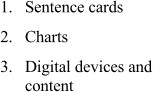 1. Sentence cards
2. Charts
3. Digital devices and
content